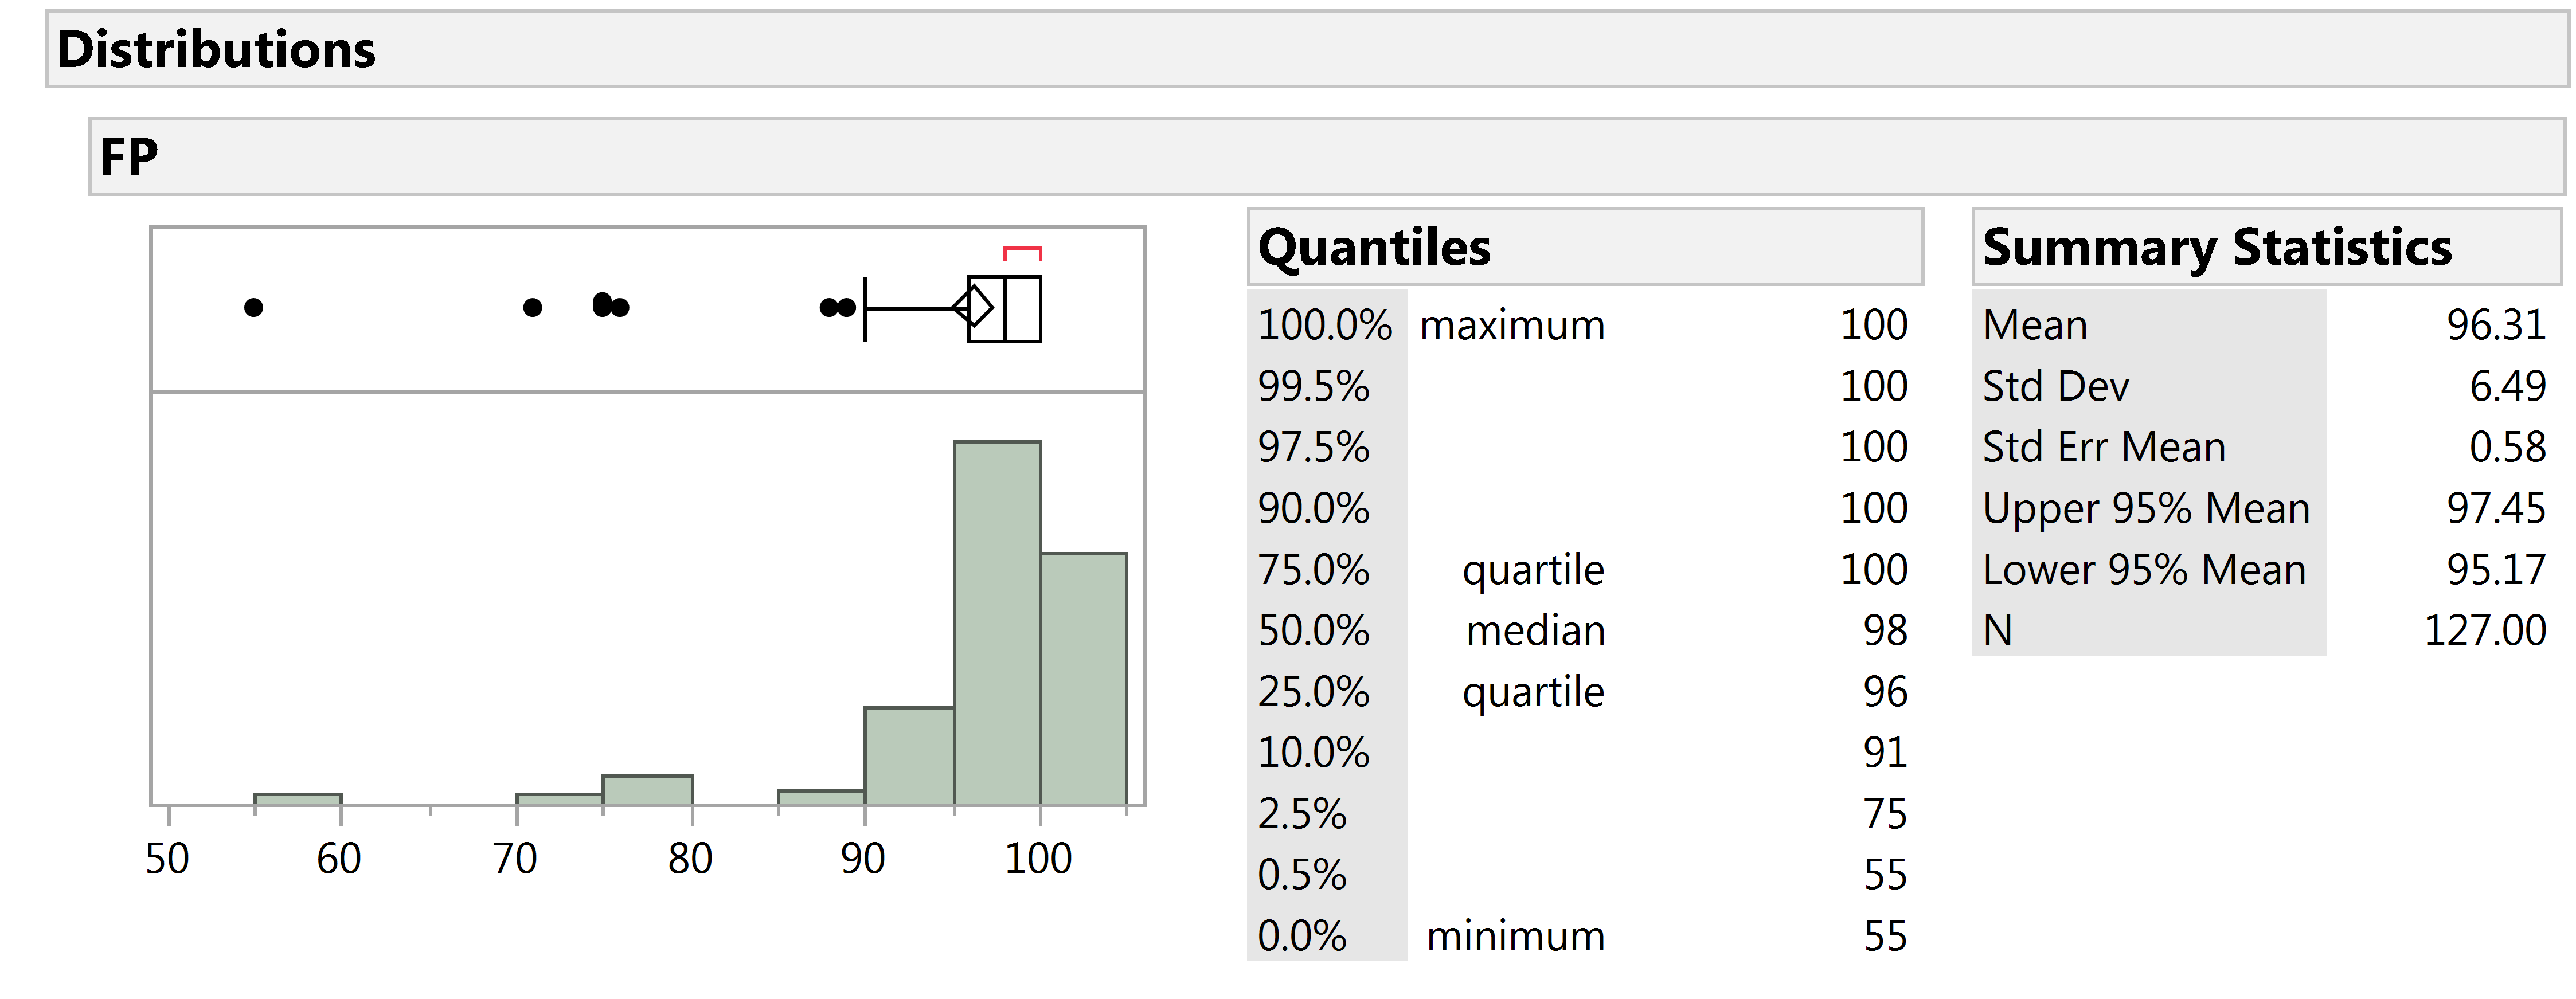 Distributions
FP
50 60 70 80 90 100
Quantiles
100.0% maximum 100
99.5% 100
97.5% 100
90.0% 100
75.0% quartile 100
50.0% median 98
25.0% quartile 96
10.0% 91
2.5% 75
0.5% 55
0.0% minimum 55
Summary Statistics
Mean 96.31
Std Dev 6.49
Std Err Mean 0.58
Upper 95% Mean 97.45
Lower 95% Mean 95.17
N 127.00